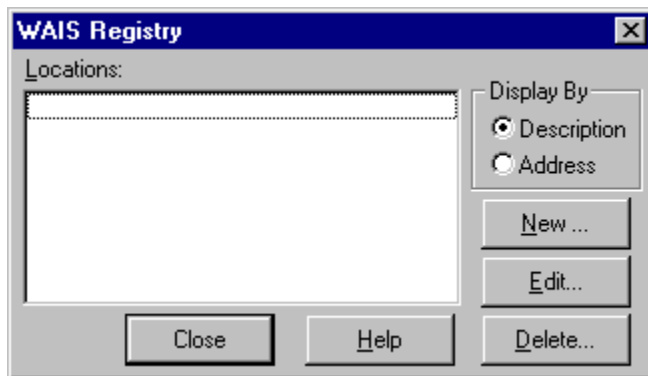 WAIS Registry
Locations:
Display By
Description
Address
New ...
Edit...
Close
Help
Delete...